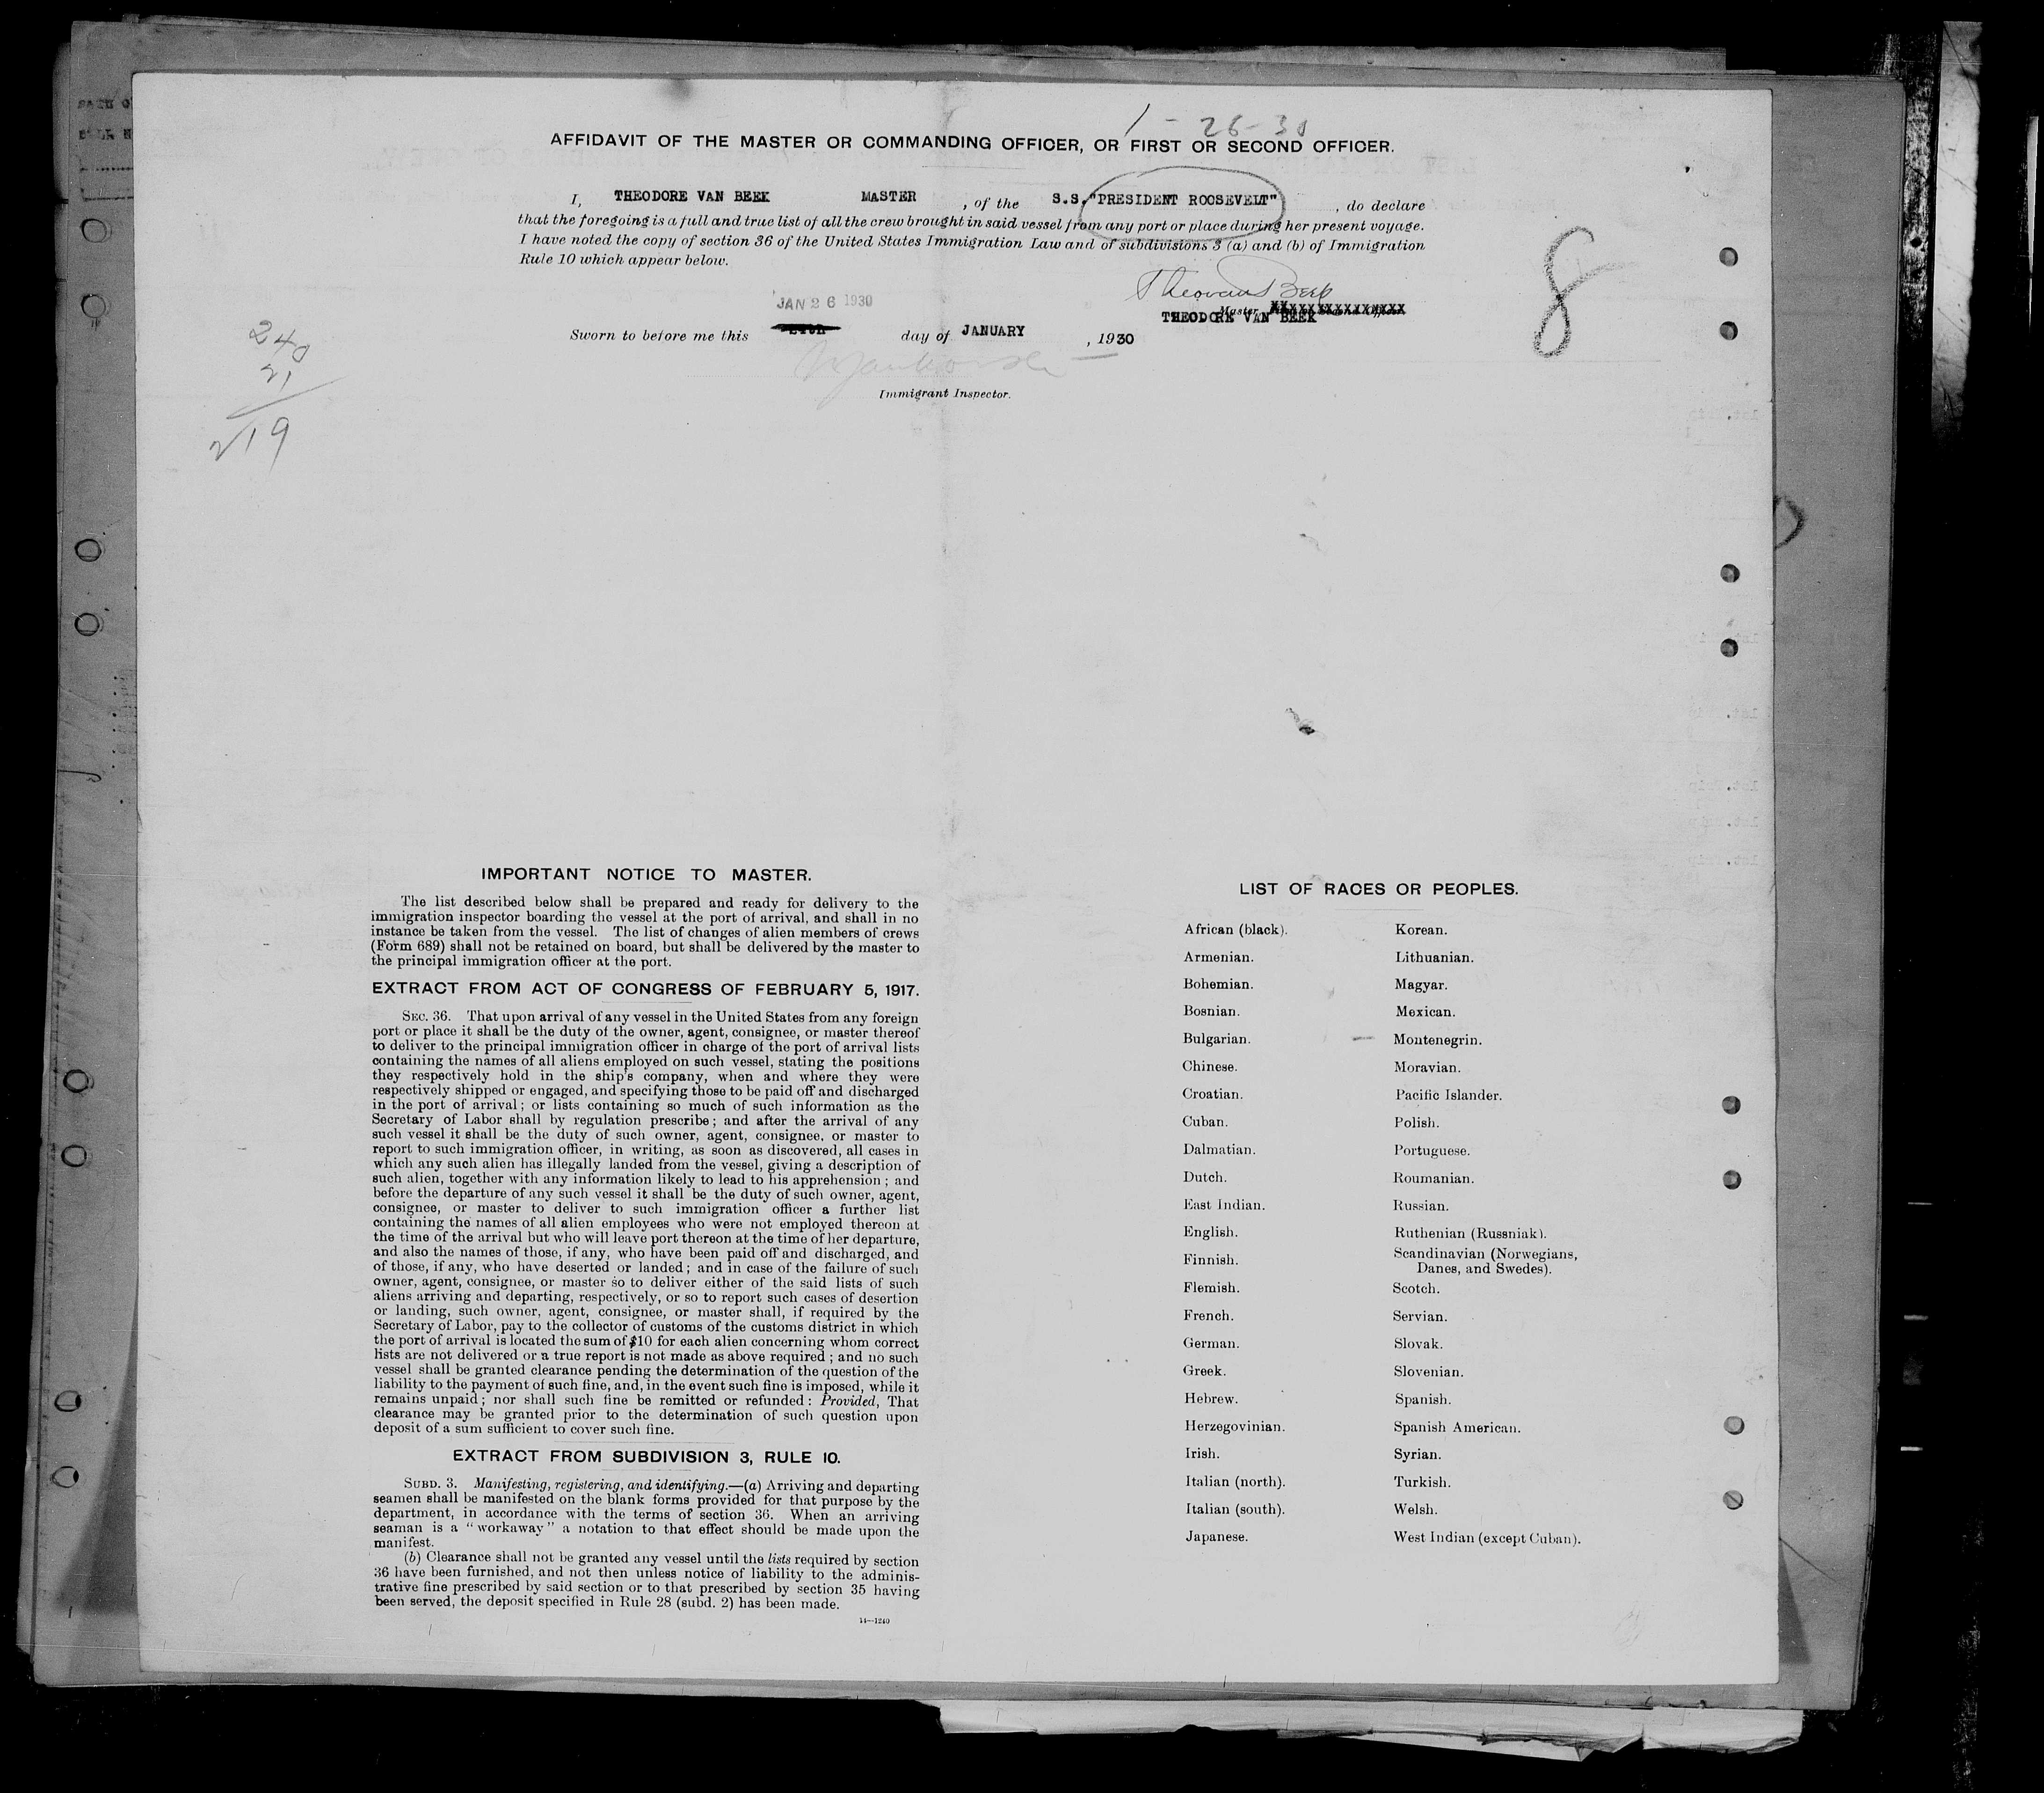 1 - 26 - 30
AFFIDAVIT OF THE MASTER OR COMMANDING OFFICER, OR FIRST OR SECOND OFFICER.
I, THEODORE VAN BEEK MASTER , of the S.S. "PRESIDENT ROOSEVELT" , do declare
that the foregoing is a full and true list of all the crew brought in said vessel from any port or place during her present voyage.
I have noted the copy of section 36 of the United States Immigration Law and of subdivisions 3 (a) and (b) of Immigration
Rule 10 which appear below.
8
Theo van Beek
Master
THEODORE VAN BEEK
JAN 26 1930
Sworn to before me this day of JANUARY , 1930
Immigrant Inspector.
240
21
219
IMPORTANT NOTICE TO MASTER.
The list described below shall be prepared and ready for delivery to the
immigration inspector boarding the vessel at the port of arrival, and shall in no
instance be taken from the vessel. The list of changes of alien members of crews
(Form 689) shall not be retained on board, but shall be delivered by the master to
the principal immigration officer at the port.
EXTRACT FROM ACT OF CONGRESS OF FEBRUARY 5, 1917.
SEC. 36. That upon arrival of any vessel in the United States from any foreign
port or place it shall be the duty of the owner, agent, consignee, or master thereof
to deliver to the principal immigration officer in charge of the port of arrival lists
containing the names of all aliens employed on such vessel, stating the positions
they respectively hold in the ship's company, when and where they were
respectively shipped or engaged, and specifying those to be paid off and discharged
in the port of arrival; or lists containing so much of such information as the
Secretary of Labor shall by regulation prescribe; and after the arrival of any
such vessel it shall be the duty of such owner, agent, consignee, or master to
report to such immigration officer, in writing, as soon as discovered, all cases in
which any such alien has illegally landed from the vessel, giving a description of
such alien, together with any information likely to lead to his apprehension; and
before the departure of any such vessel it shall be the duty of such owner, agent,
consignee, or master to deliver to such immigration officer a further list
containing the names of all alien employees who were not employed thereon at
the time of the arrival but who will leave port thereon at the time of her departure,
and also the names of those, if any, who have been paid off and discharged, and
of those, if any, who have deserted or landed; and in case of the failure of such
owner, agent, consignee, or master so to deliver either of the said lists of such
aliens arriving and departing, respectively, or so to report such cases of desertion
or landing, such owner, agent, consignee, or master shall, if required by the
Secretary of Labor, pay to the collector of customs of the customs district in which
the port of arrival is located the sum of $10 for each alien concerning whom correct
lists are not delivered or a true report is not made as above required; and no such
vessel shall be granted clearance pending the determination of the question of the
liability to the payment of such fine, and, in the event such fine is imposed, while it
remains unpaid; nor shall such fine be remitted or refunded: Provided, That
clearance may be granted prior to the determination of such question upon
deposit of a sum sufficient to cover such fine.
EXTRACT FROM SUBDIVISION 3, RULE 10.
SUBD. 3. Manifesting, registering, and identifying.—(a) Arriving and departing
seamen shall be manifested on the blank forms provided for that purpose by the
department, in accordance with the terms of section 36. When an arriving
seaman is a "workaway" a notation to that effect should be made upon the
manifest.
(b) Clearance shall not be granted any vessel until the lists required by section
36 have been furnished, and not then unless notice of liability to the adminis-
trative fine prescribed by said section or to that prescribed by section 35 having
been served, the deposit specified in Rule 28 (subd. 2) has been made.
14—1240
LIST OF RACES OR PEOPLES.
African (black).
Armenian.
Bohemian.
Bosnian.
Bulgarian.
Chinese.
Croatian.
Cuban.
Dalmatian.
Dutch.
East Indian.
English.
Finnish.
Flemish.
French.
German.
Greek.
Hebrew.
Herzegovinian.
Irish.
Italian (north).
Italian (south).
Japanese.
Korean.
Lithuanian.
Magyar.
Mexican.
Montenegrin.
Moravian.
Pacific Islander.
Polish.
Portuguese.
Roumanian.
Russian.
Ruthenian (Russniak).
Scandinavian (Norwegians,
Danes, and Swedes).
Scotch.
Servian.
Slovak.
Slovenian.
Spanish.
Spanish American.
Syrian.
Turkish.
Welsh.
West Indian (except Cuban).